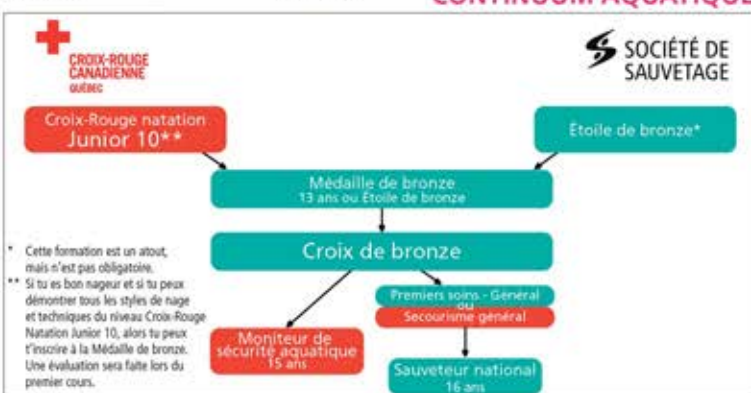 CONTINUUM AQUATIQUE
CROIX-ROUGE
CANADIENNE
QUÉBEC
SOCIÉTÉ DE
SAUVETAGE
Croix-Rouge natation
Junior 10**
Étoile de bronze*
Médaille de bronze
13 ans ou Étoile de bronze
Croix de bronze
* Cette formation est un atout,
mais n'est pas obligatoire.
** Si tu es bon nageur et si tu peux
démontrer tous les styles de nage
et techniques du niveau Croix-Rouge
Natation Junior 10, alors tu peux
t'inscrire à la Médaille de bronze.
Une évaluation sera faite lors du
premier cours.
Premiers soins - Général
ou
Secourisme général
Moniteur de
sécurité aquatique
15 ans
Sauveteur national
16 ans